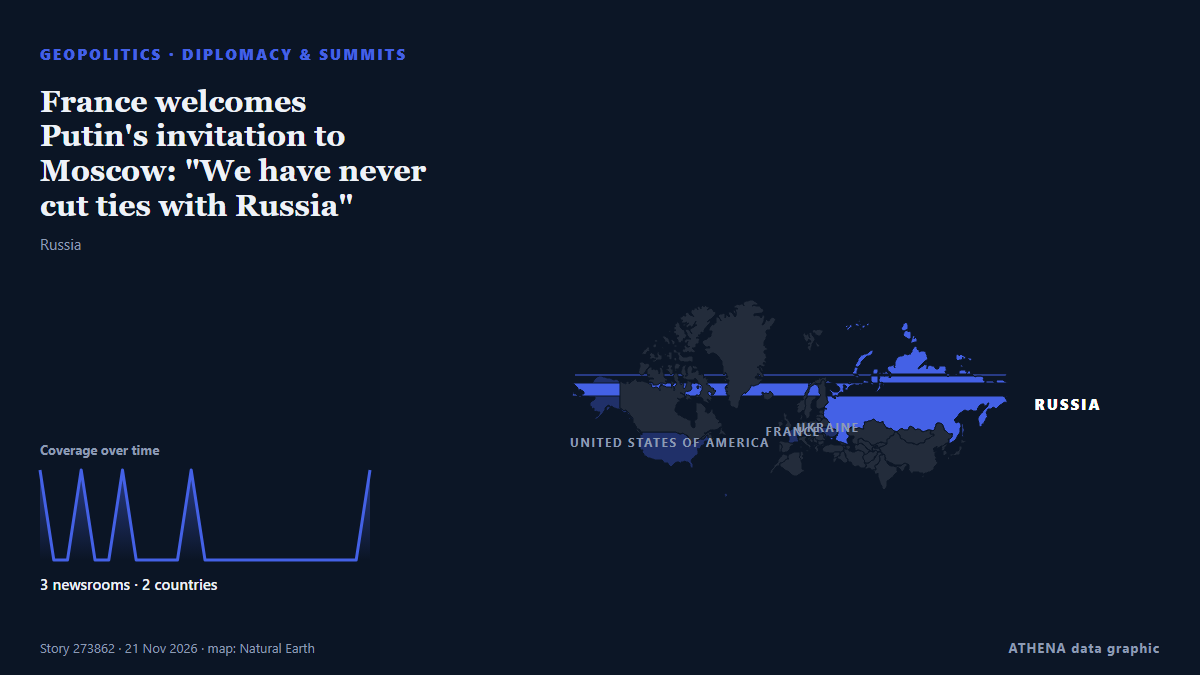 GEOPOLITICS · DIPLOMACY & SUMMITS
France welcomes
Putin's invitation to
Moscow: "We have never
cut ties with Russia"
Russia
RUSSIA
UKRAINE
FRANCE
UNITED STATES OF AMERICA
Coverage over time
3 newsrooms · 2 countries
Story 273862 · 21 Nov 2026 · map: Natural Earth
ATHENA data graphic